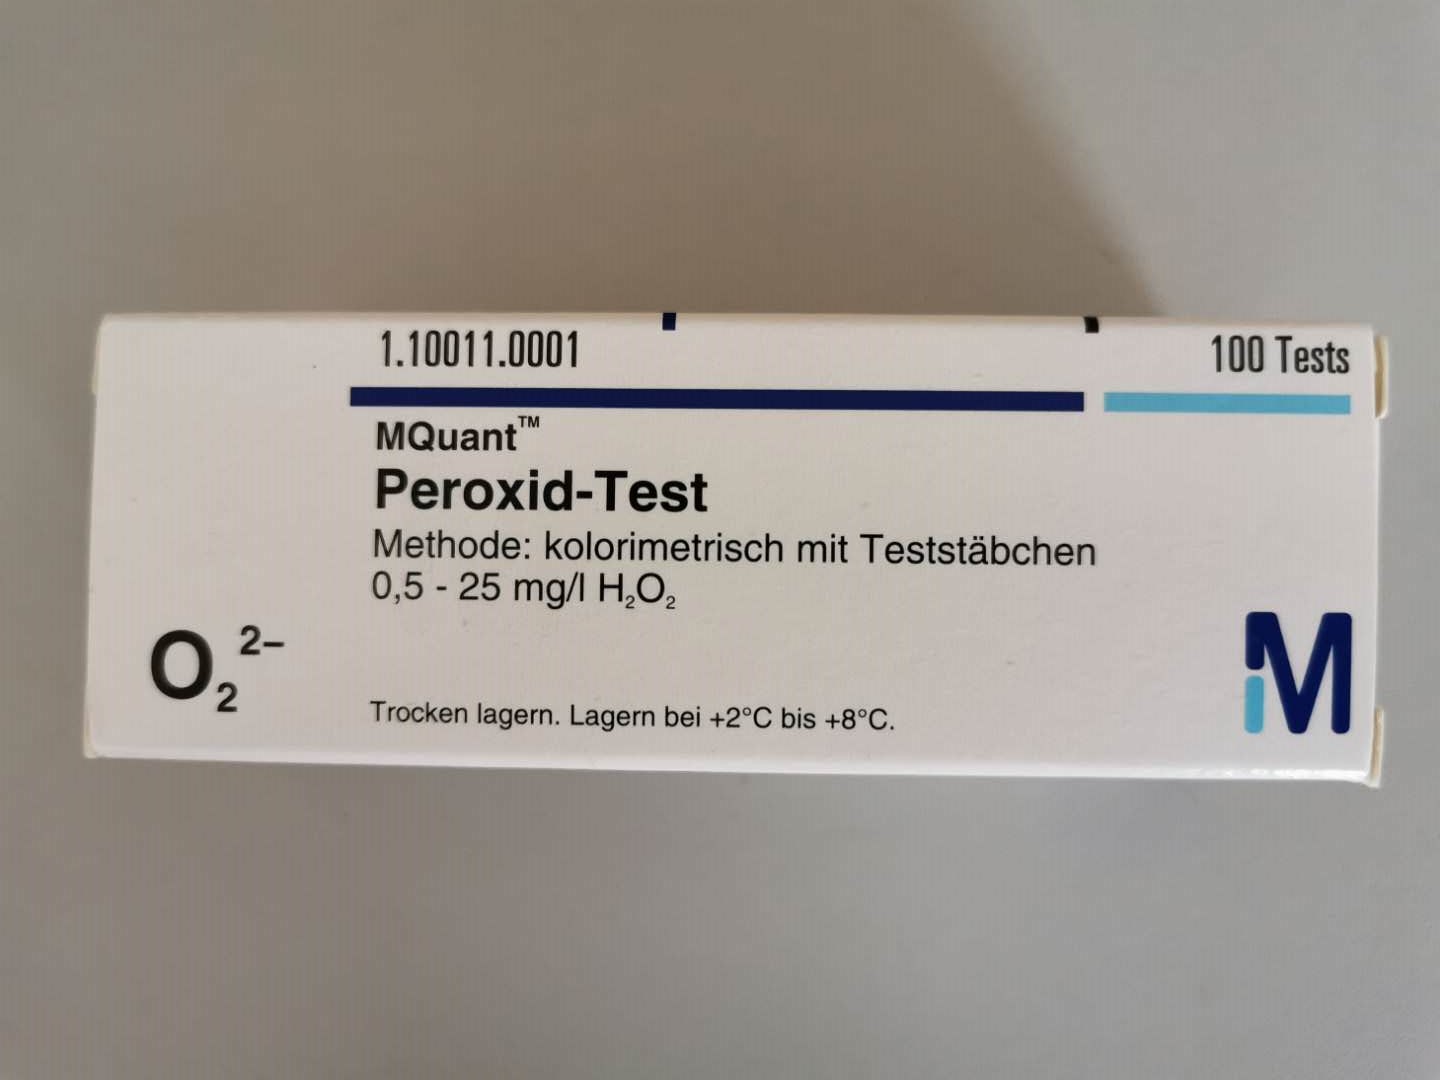 1.10011.0001
100 Tests
MQuant™
Peroxid-Test
Methode: kolorimetrisch mit Teststäbchen
0,5 - 25 mg/l H₂O₂
O₂²⁻
Trocken lagern. Lagern bei +2°C bis +8°C.
M